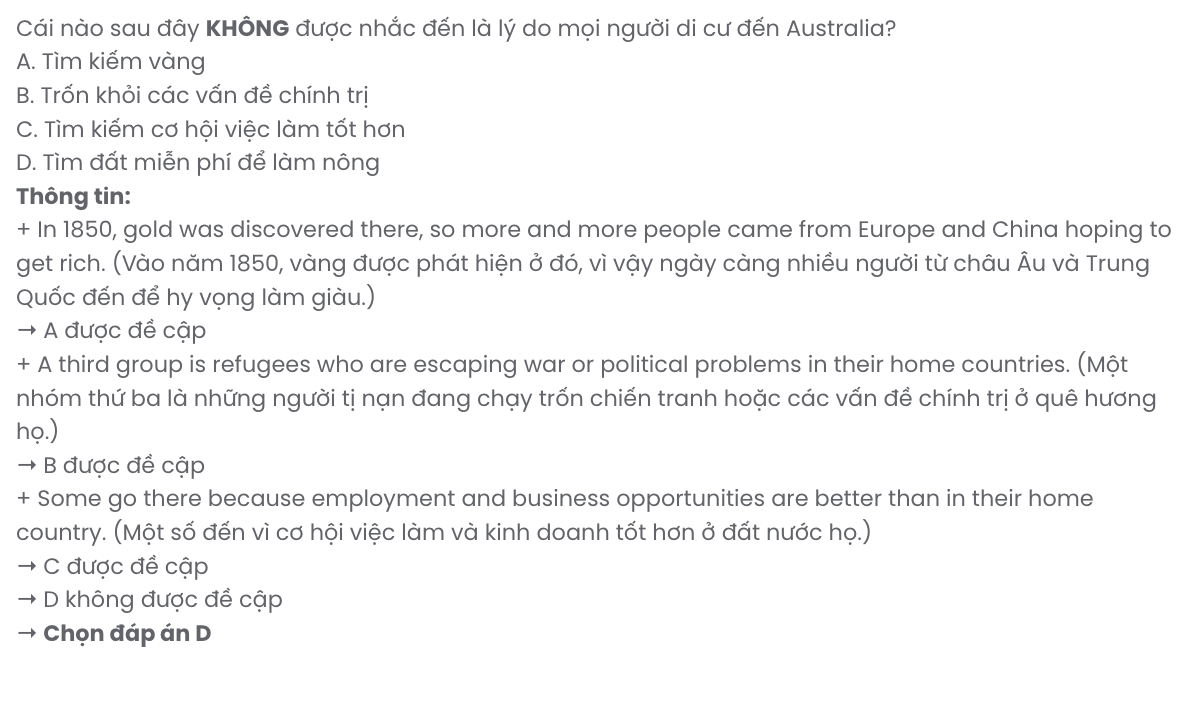 Cái nào sau đây KHÔNG được nhắc đến là lý do mọi người di cư đến Australia?
A. Tìm kiếm vàng
B. Trốn khỏi các vấn đề chính trị
C. Tìm kiếm cơ hội việc làm tốt hơn
D. Tìm đất miễn phí để làm nông
Thông tin:
+ In 1850, gold was discovered there, so more and more people came from Europe and China hoping to
get rich. (Vào năm 1850, vàng được phát hiện ở đó, vì vậy ngày càng nhiều người từ châu Âu và Trung
Quốc đến để hy vọng làm giàu.)
→ A được đề cập
+ A third group is refugees who are escaping war or political problems in their home countries. (Một
nhóm thứ ba là những người tị nạn đang chạy trốn chiến tranh hoặc các vấn đề chính trị ở quê hương
họ.)
→ B được đề cập
+ Some go there because employment and business opportunities are better than in their home
country. (Một số đến vì cơ hội việc làm và kinh doanh tốt hơn ở đất nước họ.)
→ C được đề cập
→ D không được đề cập
→ Chọn đáp án D